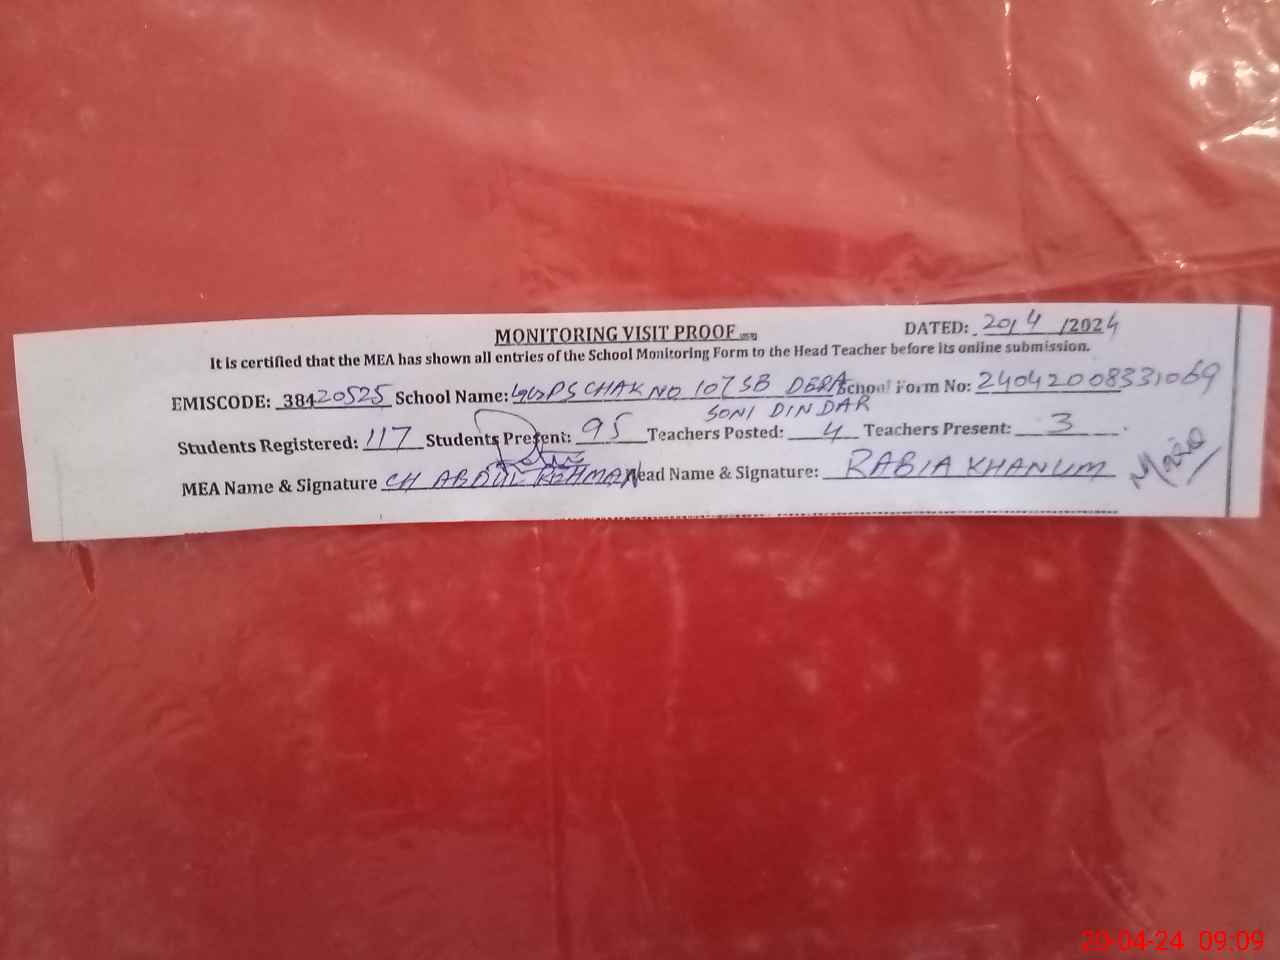 MONITORING VISIT PROOF
DATED: 20/4/2024
It is certified that the MEA has shown all entries of the School Monitoring Form to the Head Teacher before its online submission.
EMISCODE: 38420525 School Name: GGPS CHAK NO 107 SB DERA School Form No: 24042008331069
SONI DIN DAR
Students Registered: 117 Students Present: 95 Teachers Posted: 4 Teachers Present: 3
MEA Name & Signature CH ABDUL REHMAN Head Name & Signature: RABIA KHANUM
20-04-24 09:09